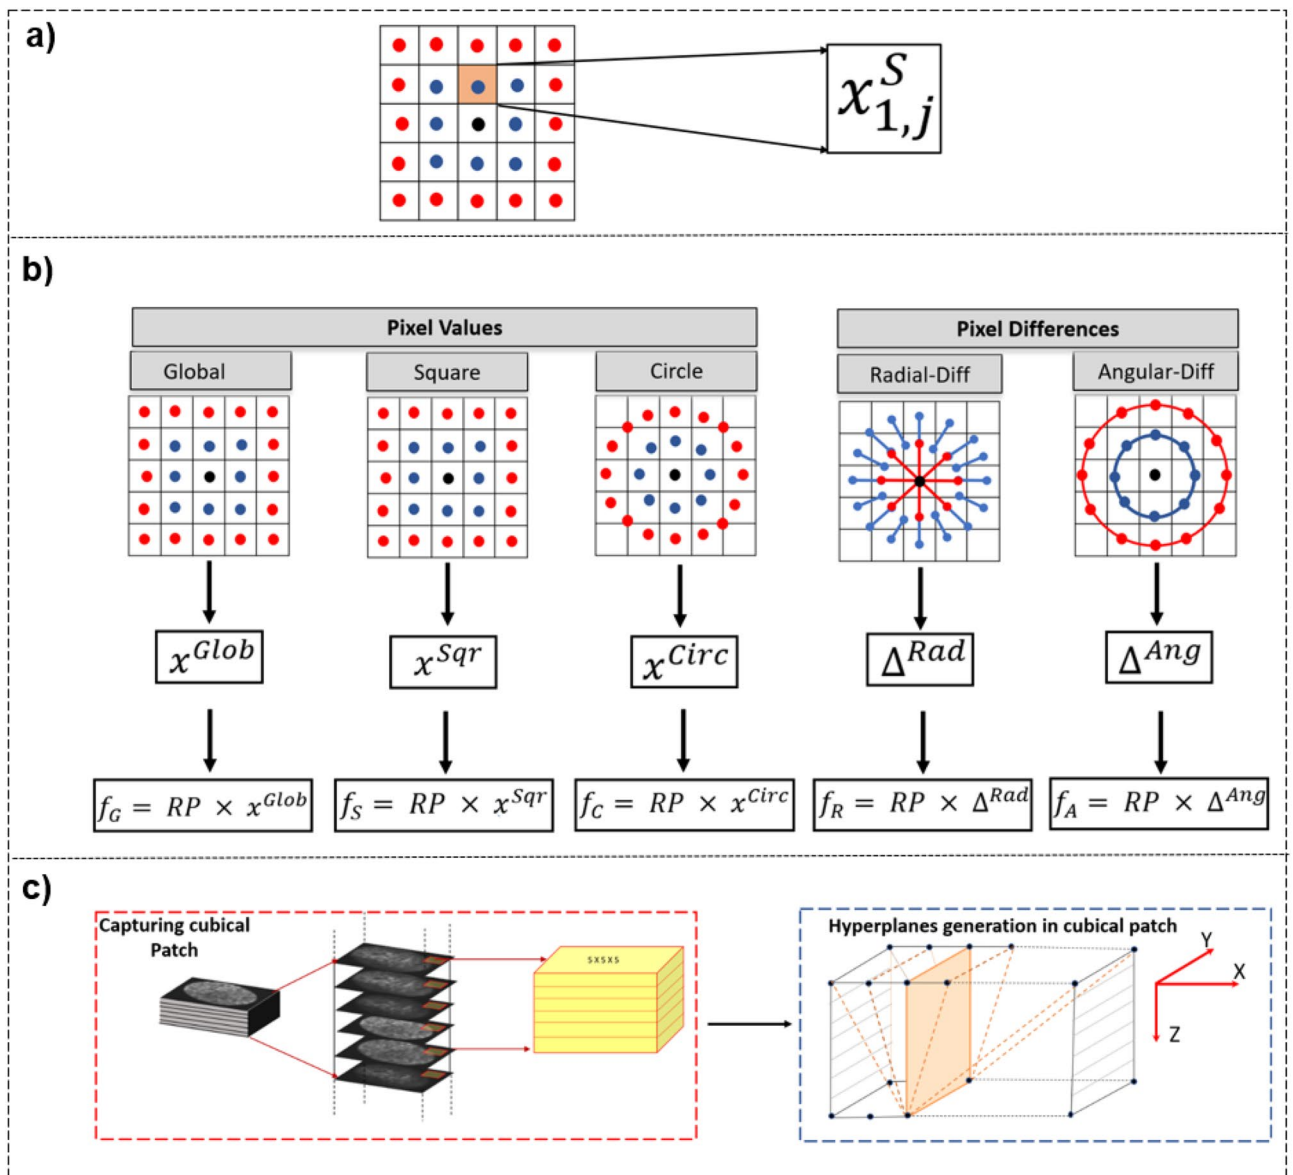 a)
x^S_{1,j}
b)
Pixel Values
Pixel Differences
Global
Square
Circle
Radial-Diff
Angular-Diff
x^{Glob}
x^{Sqr}
x^{Circ}
Δ^{Rad}
Δ^{Ang}
f_G = RP × x^{Glob}
f_S = RP × x^{Sqr}
f_C = RP × x^{Circ}
f_R = RP × Δ^{Rad}
f_A = RP × Δ^{Ang}
c)
Capturing cubical
Patch
5X5X5
Hyperplanes generation in cubical patch
Y
X
Z